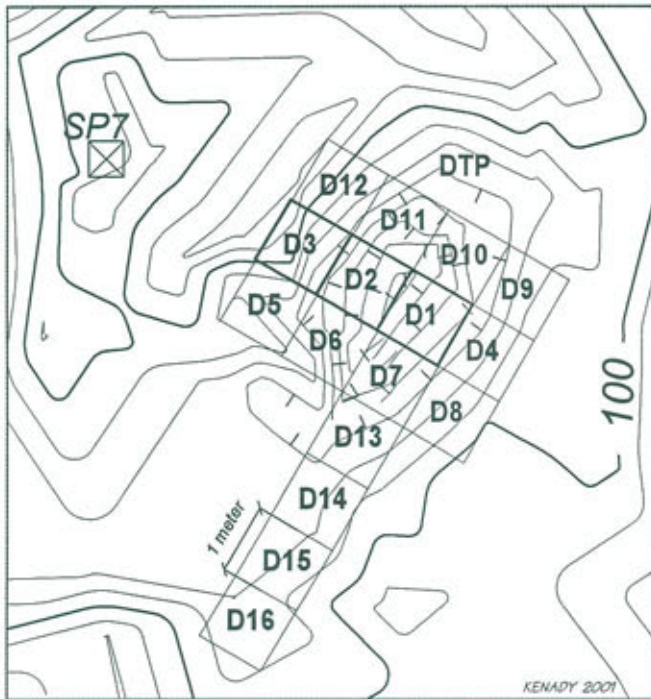 SP7
D12
DTP
D11
D3
D10
D2
D9
D5
D1
D6
D4
D7
D8
100
D13
D14
1 meter
D15
D16
KENADY 2001